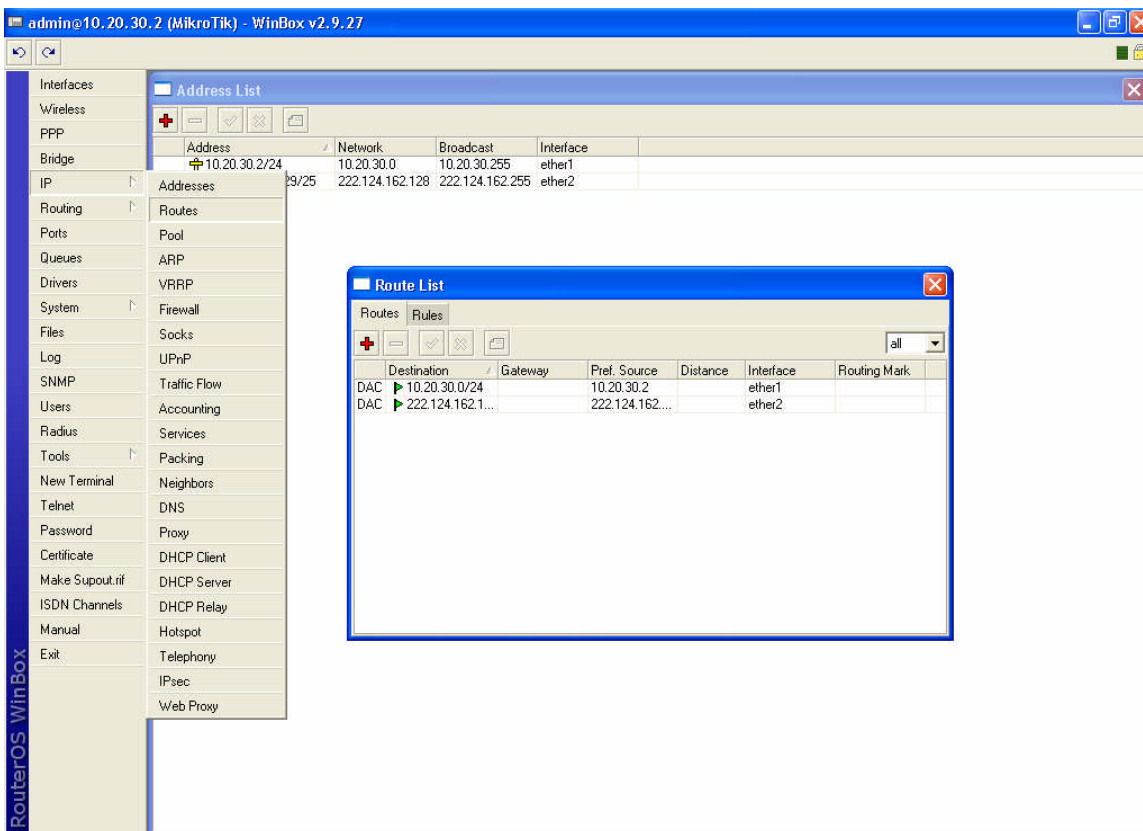 admin@10.20.30.2 (MikroTik) - WinBox v2.9.27
Interfaces
Wireless
PPP
Bridge
IP
Routing
Ports
Queues
Drivers
System
Files
Log
SNMP
Users
Radius
Tools
New Terminal
Telnet
Password
Certificate
Make Supout.rif
ISDN Channels
Manual
Exit
RouterOS WinBox
Addresses
Routes
Pool
ARP
VRRP
Firewall
Socks
UPnP
Traffic Flow
Accounting
Services
Packing
Neighbors
DNS
Proxy
DHCP Client
DHCP Server
DHCP Relay
Hotspot
Telephony
IPsec
Web Proxy
Address List
Address Network Broadcast Interface
10.20.30.2/24 10.20.30.0 10.20.30.255 ether1
29/25 222.124.162.128 222.124.162.255 ether2
Route List
Routes Rules
all
Destination Gateway Pref. Source Distance Interface Routing Mark
DAC 10.20.30.0/24 10.20.30.2 ether1
DAC 222.124.162.1... 222.124.162.... ether2